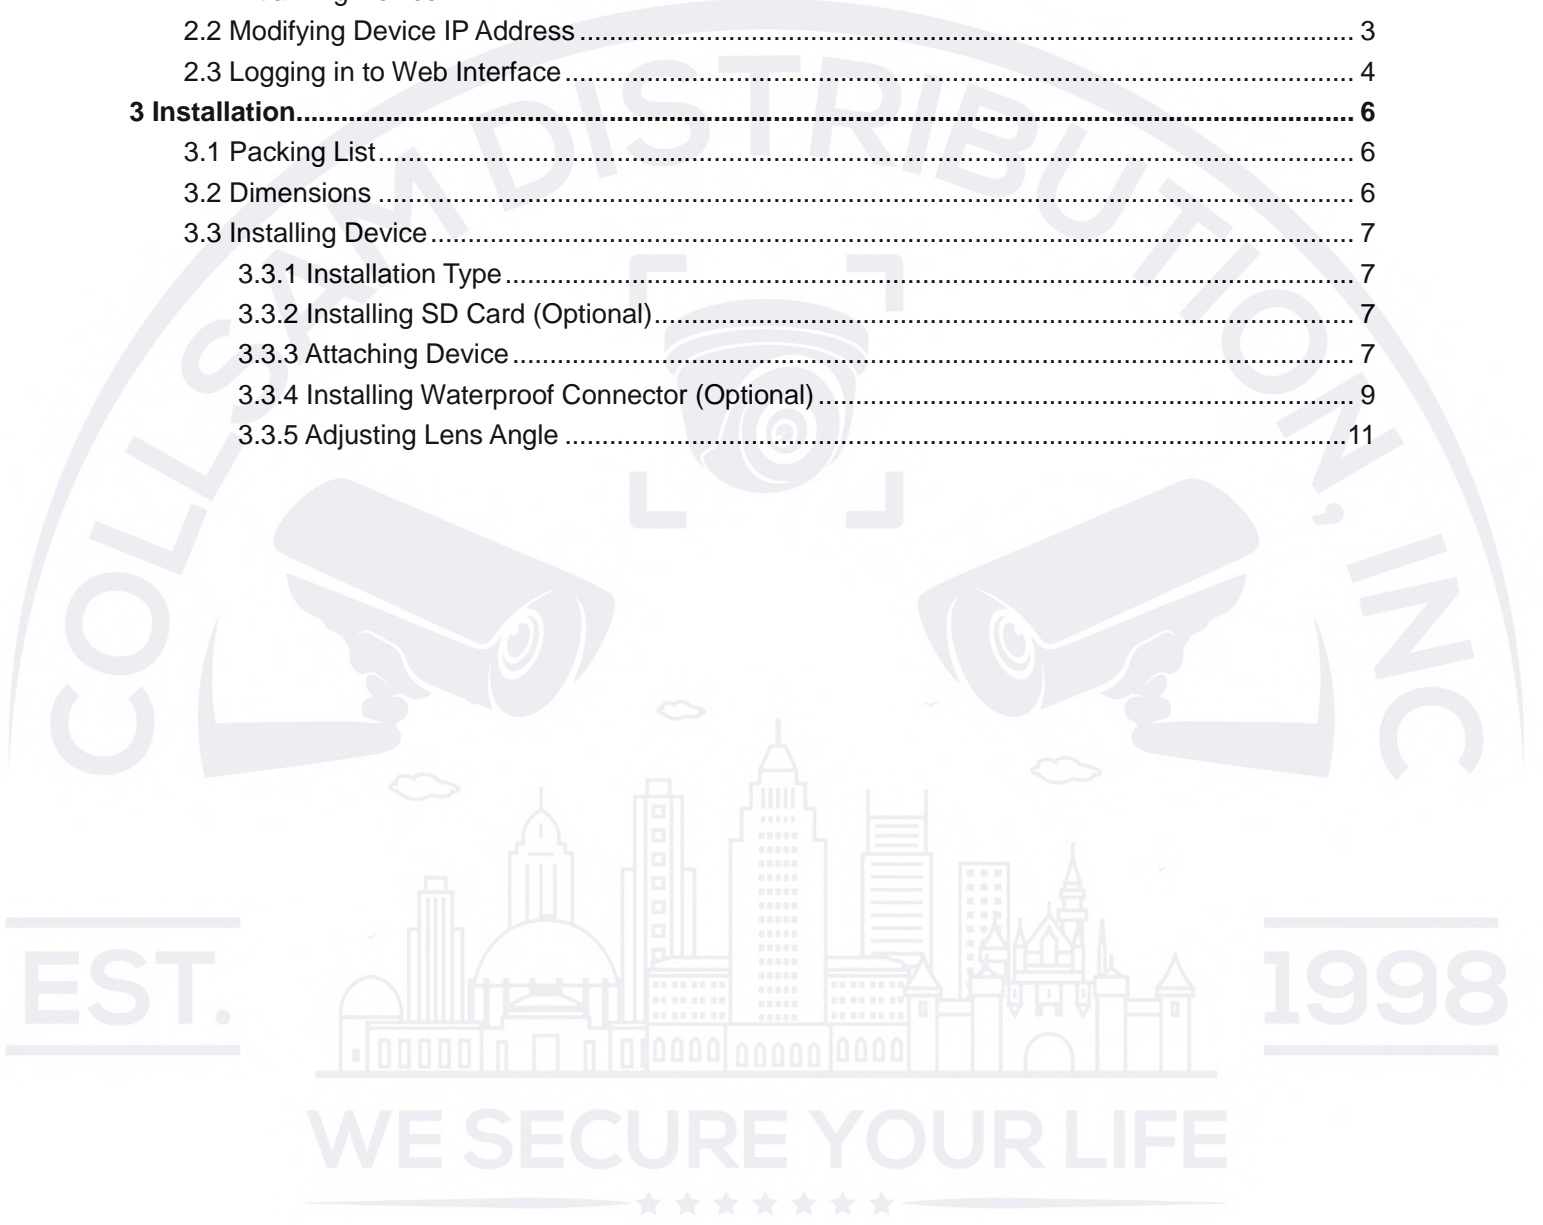 2.2 Modifying Device IP Address ........ 3
2.3 Logging in to Web Interface ........ 4
3 Installation ........ 6
3.1 Packing List ........ 6
3.2 Dimensions ........ 6
3.3 Installing Device ........ 7
3.3.1 Installation Type ........ 7
3.3.2 Installing SD Card (Optional) ........ 7
3.3.3 Attaching Device ........ 7
3.3.4 Installing Waterproof Connector (Optional) ........ 9
3.3.5 Adjusting Lens Angle ........ 11
COLLSAM DISTRIBUTION, INC
EST. 1998
WE SECURE YOUR LIFE